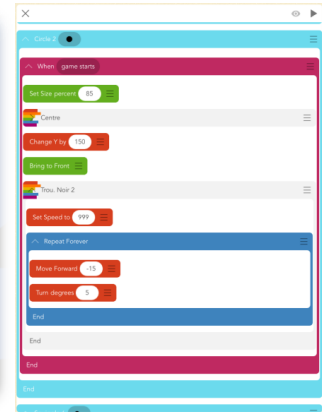 Circle 2
When game starts
Set Size percent 85
Centre
Change Y by 150
Bring to Front
Trou. Noir 2
Set Speed to 999
Repeat Forever
Move Forward -15
Turn degrees 5
End
End
End
End